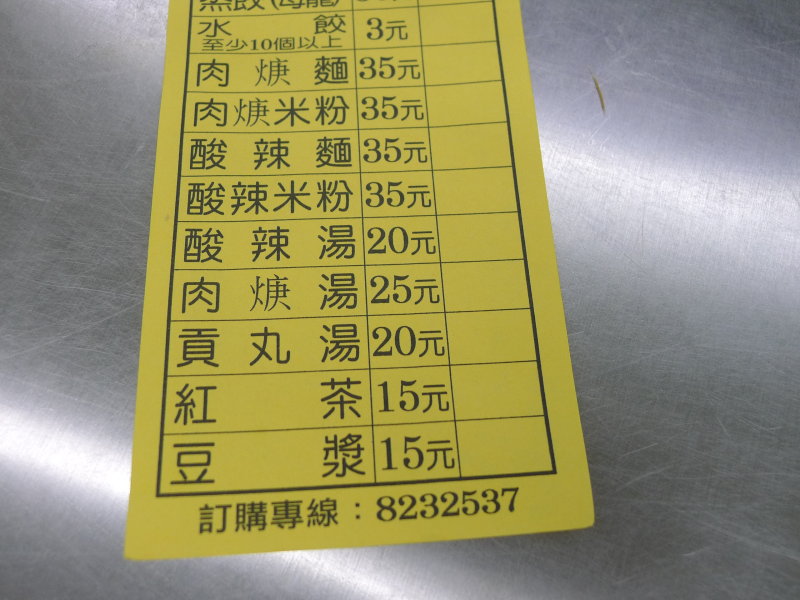 水餃 3元
至少10個以上
肉焿麵 35元
肉焿米粉 35元
酸辣麵 35元
酸辣米粉 35元
酸辣湯 20元
肉焿湯 25元
貢丸湯 20元
紅茶 15元
豆漿 15元
訂購專線：8232537